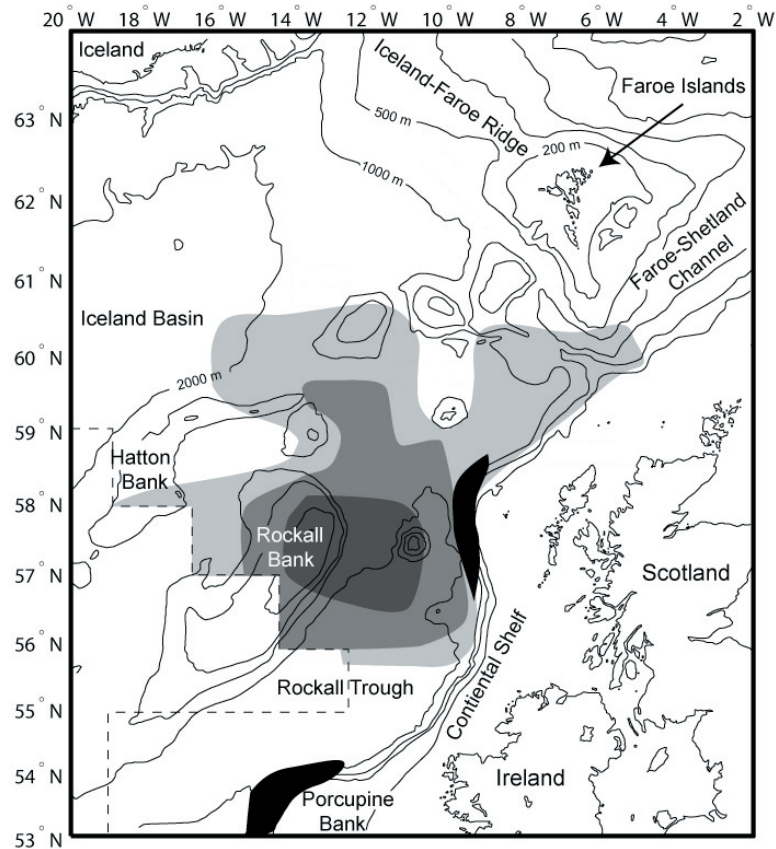 20°W 16°W 14°W 12°W 10°W 8°W 6°W 4°W 2°W
Iceland
Iceland-Faroe Ridge
Faroe Islands
63°N
500 m
200 m
1000 m
62°N
Faroe-Shetland
Channel
61°N
Iceland Basin
60°N
2000 m
59°N
Hatton
Bank
58°N
Rockall
Bank
57°N
Scotland
56°N
Contiental Shelf
Rockall Trough
55°N
54°N
Ireland
Porcupine
Bank
53°N